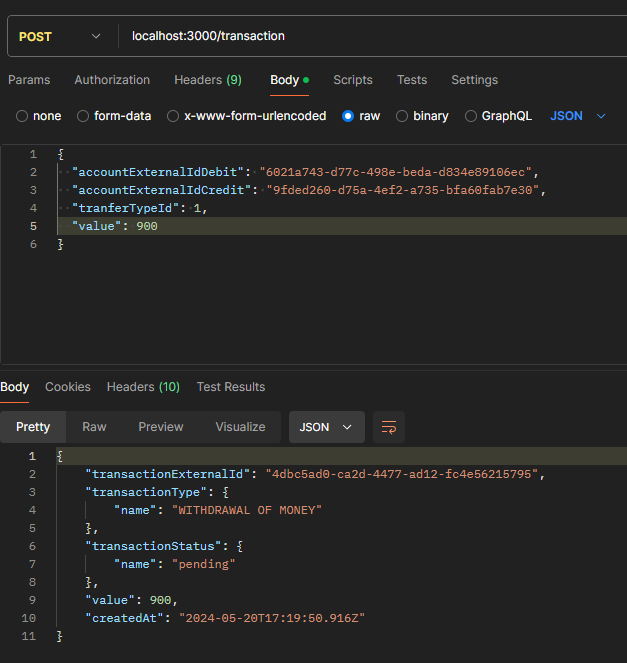 POST localhost:3000/transaction
Params Authorization Headers (9) Body Scripts Tests Settings
none form-data x-www-form-urlencoded raw binary GraphQL JSON
1 {
2 "accountExternalIdDebit": "6021a743-d77c-498e-beda-d834e89106ec",
3 "accountExternalIdCredit": "9fded260-d75a-4ef2-a735-bfa60fab7e30",
4 "tranferTypeId": 1,
5 "value": 900
6 }
Body Cookies Headers (10) Test Results
Pretty Raw Preview Visualize JSON
1 {
2 "transactionExternalId": "4dbc5ad0-ca2d-4477-ad12-fc4e56215795",
3 "transactionType": {
4 "name": "WITHDRAWAL OF MONEY"
5 },
6 "transactionStatus": {
7 "name": "pending"
8 },
9 "value": 900,
10 "createdAt": "2024-05-20T17:19:50.916Z"
11 }